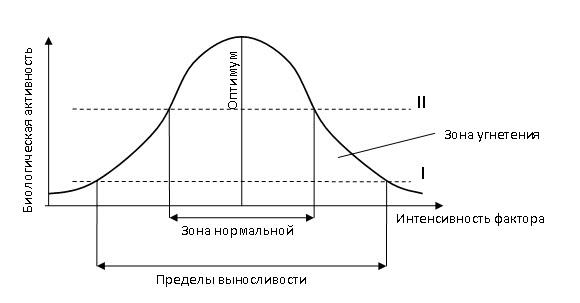 Биологическая активность
Оптимум
II
Зона угнетения
I
Интенсивность фактора
Зона нормальной
Пределы выносливости